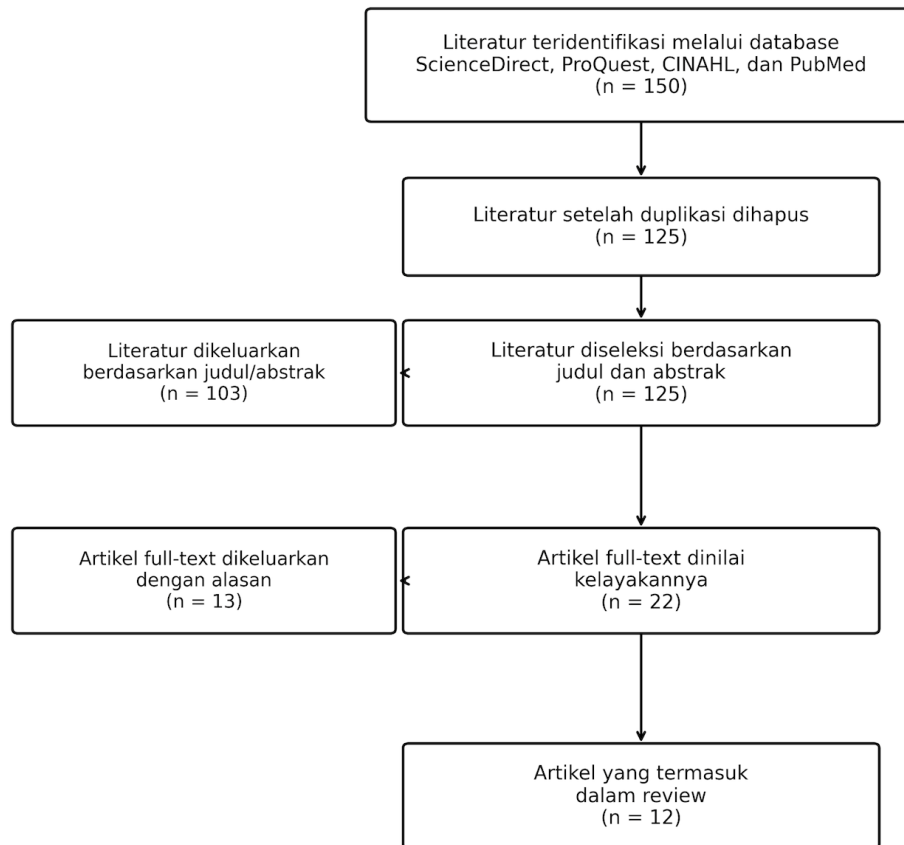 Literatur teridentifikasi melalui database
ScienceDirect, ProQuest, CINAHL, dan PubMed
(n = 150)
Literatur setelah duplikasi dihapus
(n = 125)
Literatur dikeluarkan
berdasarkan judul/abstrak
(n = 103)
Literatur diseleksi berdasarkan
judul dan abstrak
(n = 125)
Artikel full-text dikeluarkan
dengan alasan
(n = 13)
Artikel full-text dinilai
kelayakannya
(n = 22)
Artikel yang termasuk
dalam review
(n = 12)